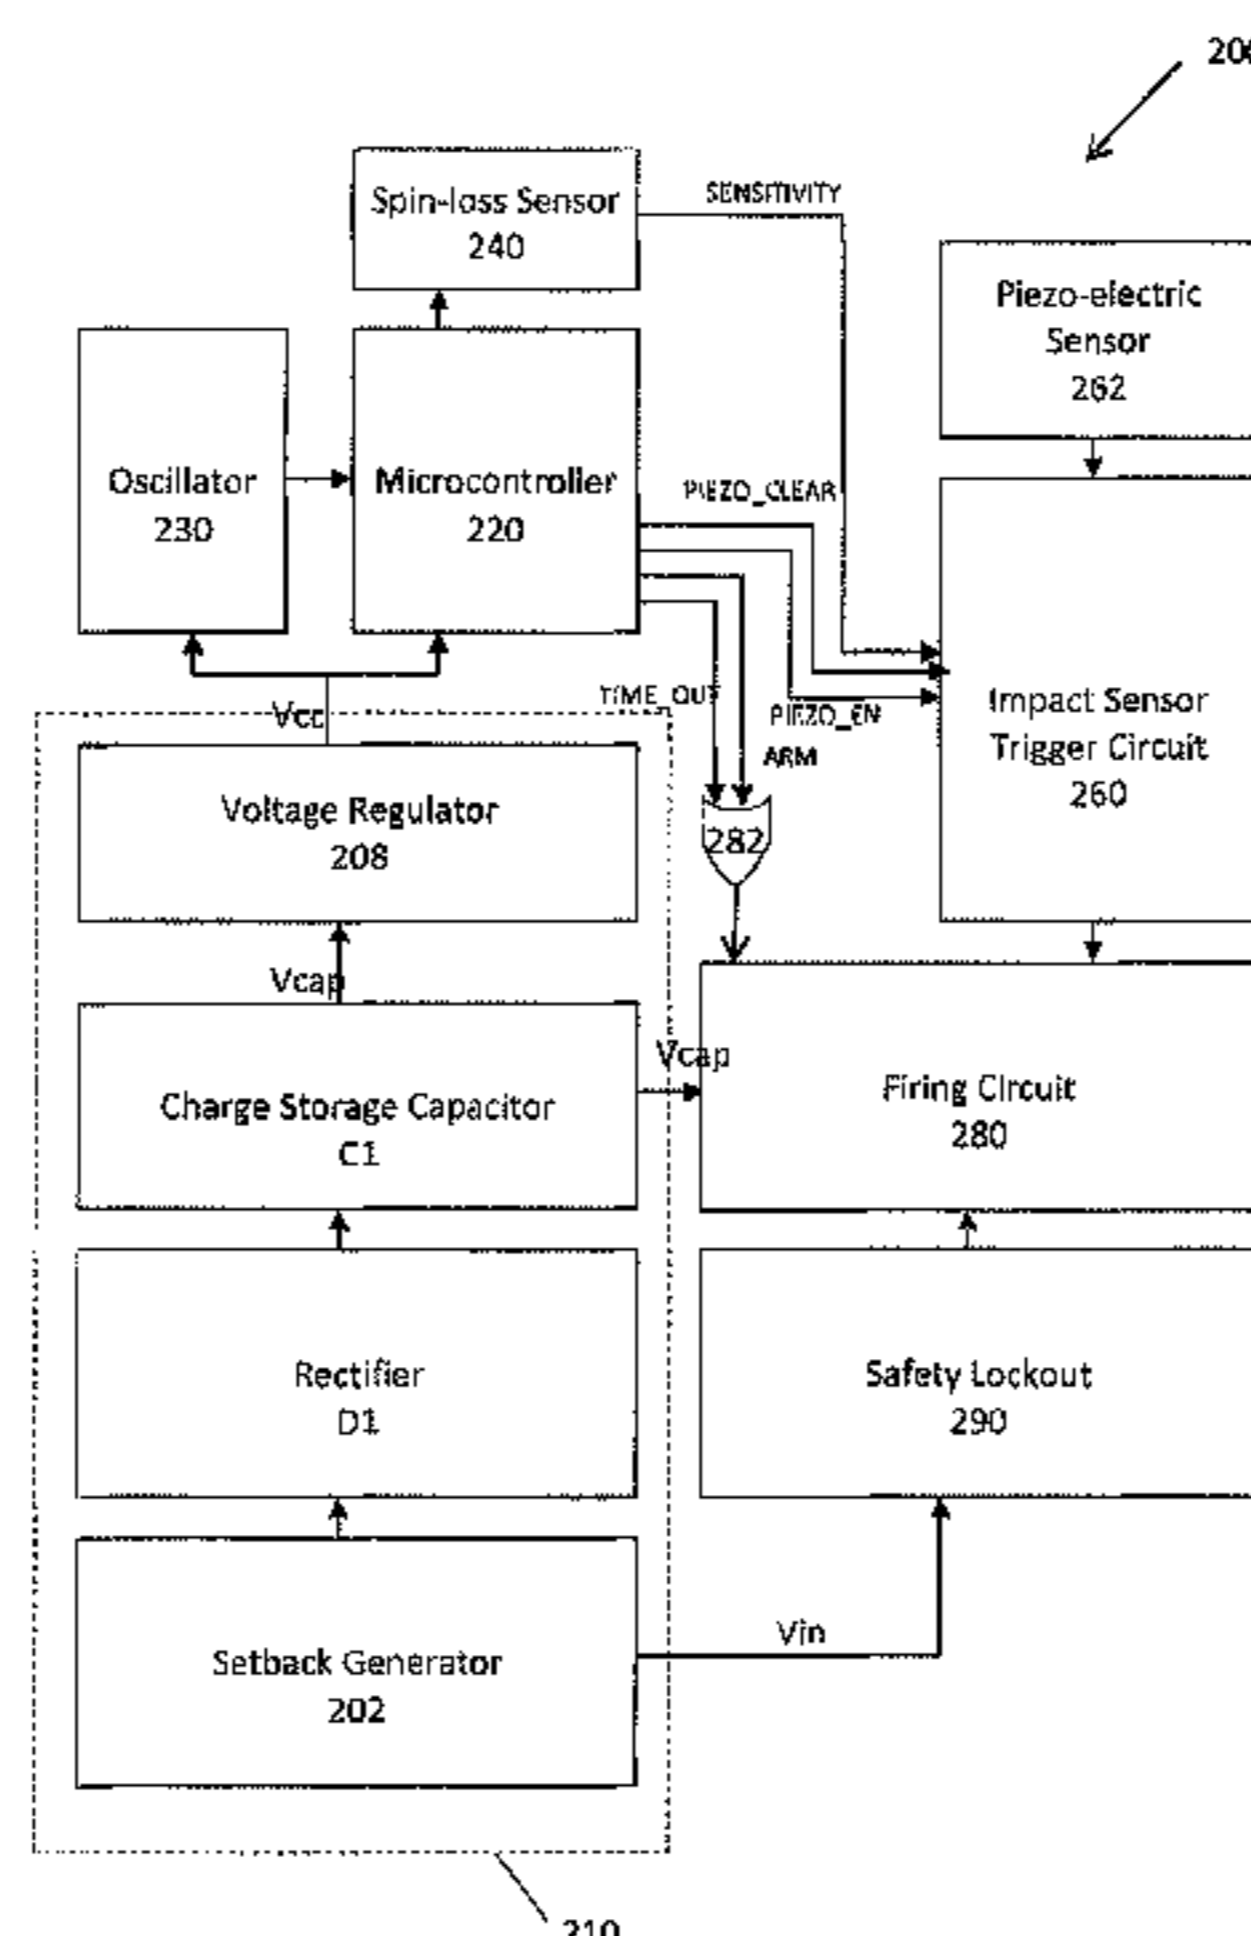 Spin-loss Sensor
240
SENSITIVITY
Piezo-electric
Sensor
262
Oscillator
230
Microcontroller
220
PIEZO_CLEAR
TIME_OUT
PIEZO_EN
ARM
Impact Sensor
Trigger Circuit
260
Vcc
Voltage Regulator
208
282
Vcap
Charge Storage Capacitor
C1
Vcap
Firing Circuit
280
Rectifier
D1
Safety Lockout
290
Setback Generator
202
Vin
210